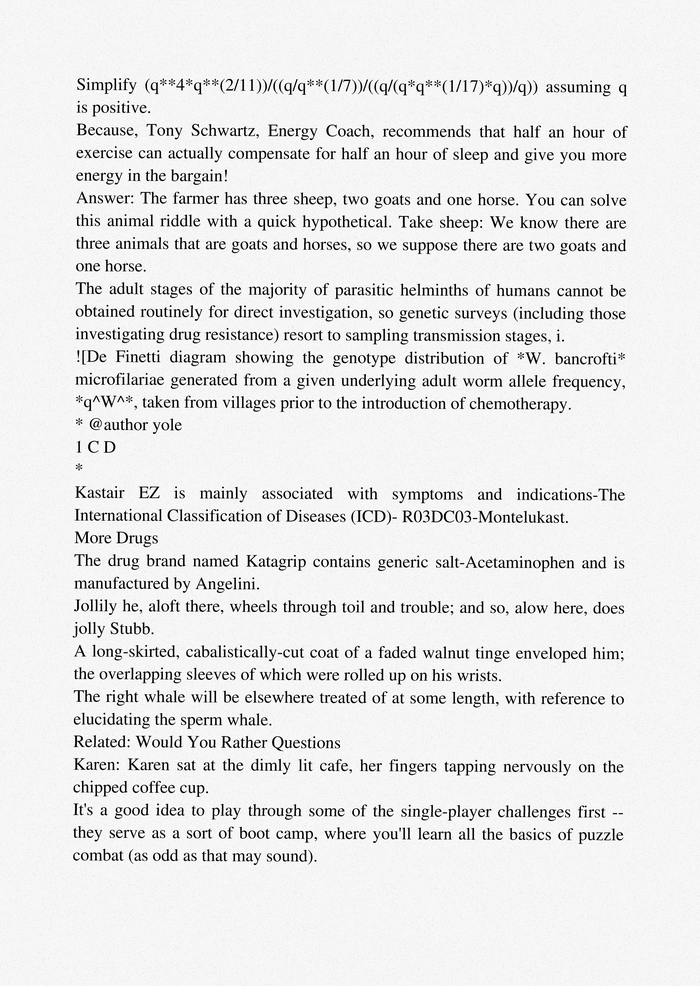 Simplify (q**4*q**(2/11))/((q/q**(1/7))/((q/(q*q**(1/17)*q))/q)) assuming q
is positive.
Because, Tony Schwartz, Energy Coach, recommends that half an hour of
exercise can actually compensate for half an hour of sleep and give you more
energy in the bargain!
Answer: The farmer has three sheep, two goats and one horse. You can solve
this animal riddle with a quick hypothetical. Take sheep: We know there are
three animals that are goats and horses, so we suppose there are two goats and
one horse.
The adult stages of the majority of parasitic helminths of humans cannot be
obtained routinely for direct investigation, so genetic surveys (including those
investigating drug resistance) resort to sampling transmission stages, i.
![De Finetti diagram showing the genotype distribution of *W. bancrofti*
microfilariae generated from a given underlying adult worm allele frequency,
*q^W^*, taken from villages prior to the introduction of chemotherapy.
* @author yole
1 C D
*
Kastair EZ is mainly associated with symptoms and indications-The
International Classification of Diseases (ICD)- R03DC03-Montelukast.
More Drugs
The drug brand named Katagrip contains generic salt-Acetaminophen and is
manufactured by Angelini.
Jollily he, aloft there, wheels through toil and trouble; and so, alow here, does
jolly Stubb.
A long-skirted, cabalistically-cut coat of a faded walnut tinge enveloped him;
the overlapping sleeves of which were rolled up on his wrists.
The right whale will be elsewhere treated of at some length, with reference to
elucidating the sperm whale.
Related: Would You Rather Questions
Karen: Karen sat at the dimly lit cafe, her fingers tapping nervously on the
chipped coffee cup.
It's a good idea to play through some of the single-player challenges first --
they serve as a sort of boot camp, where you'll learn all the basics of puzzle
combat (as odd as that may sound).